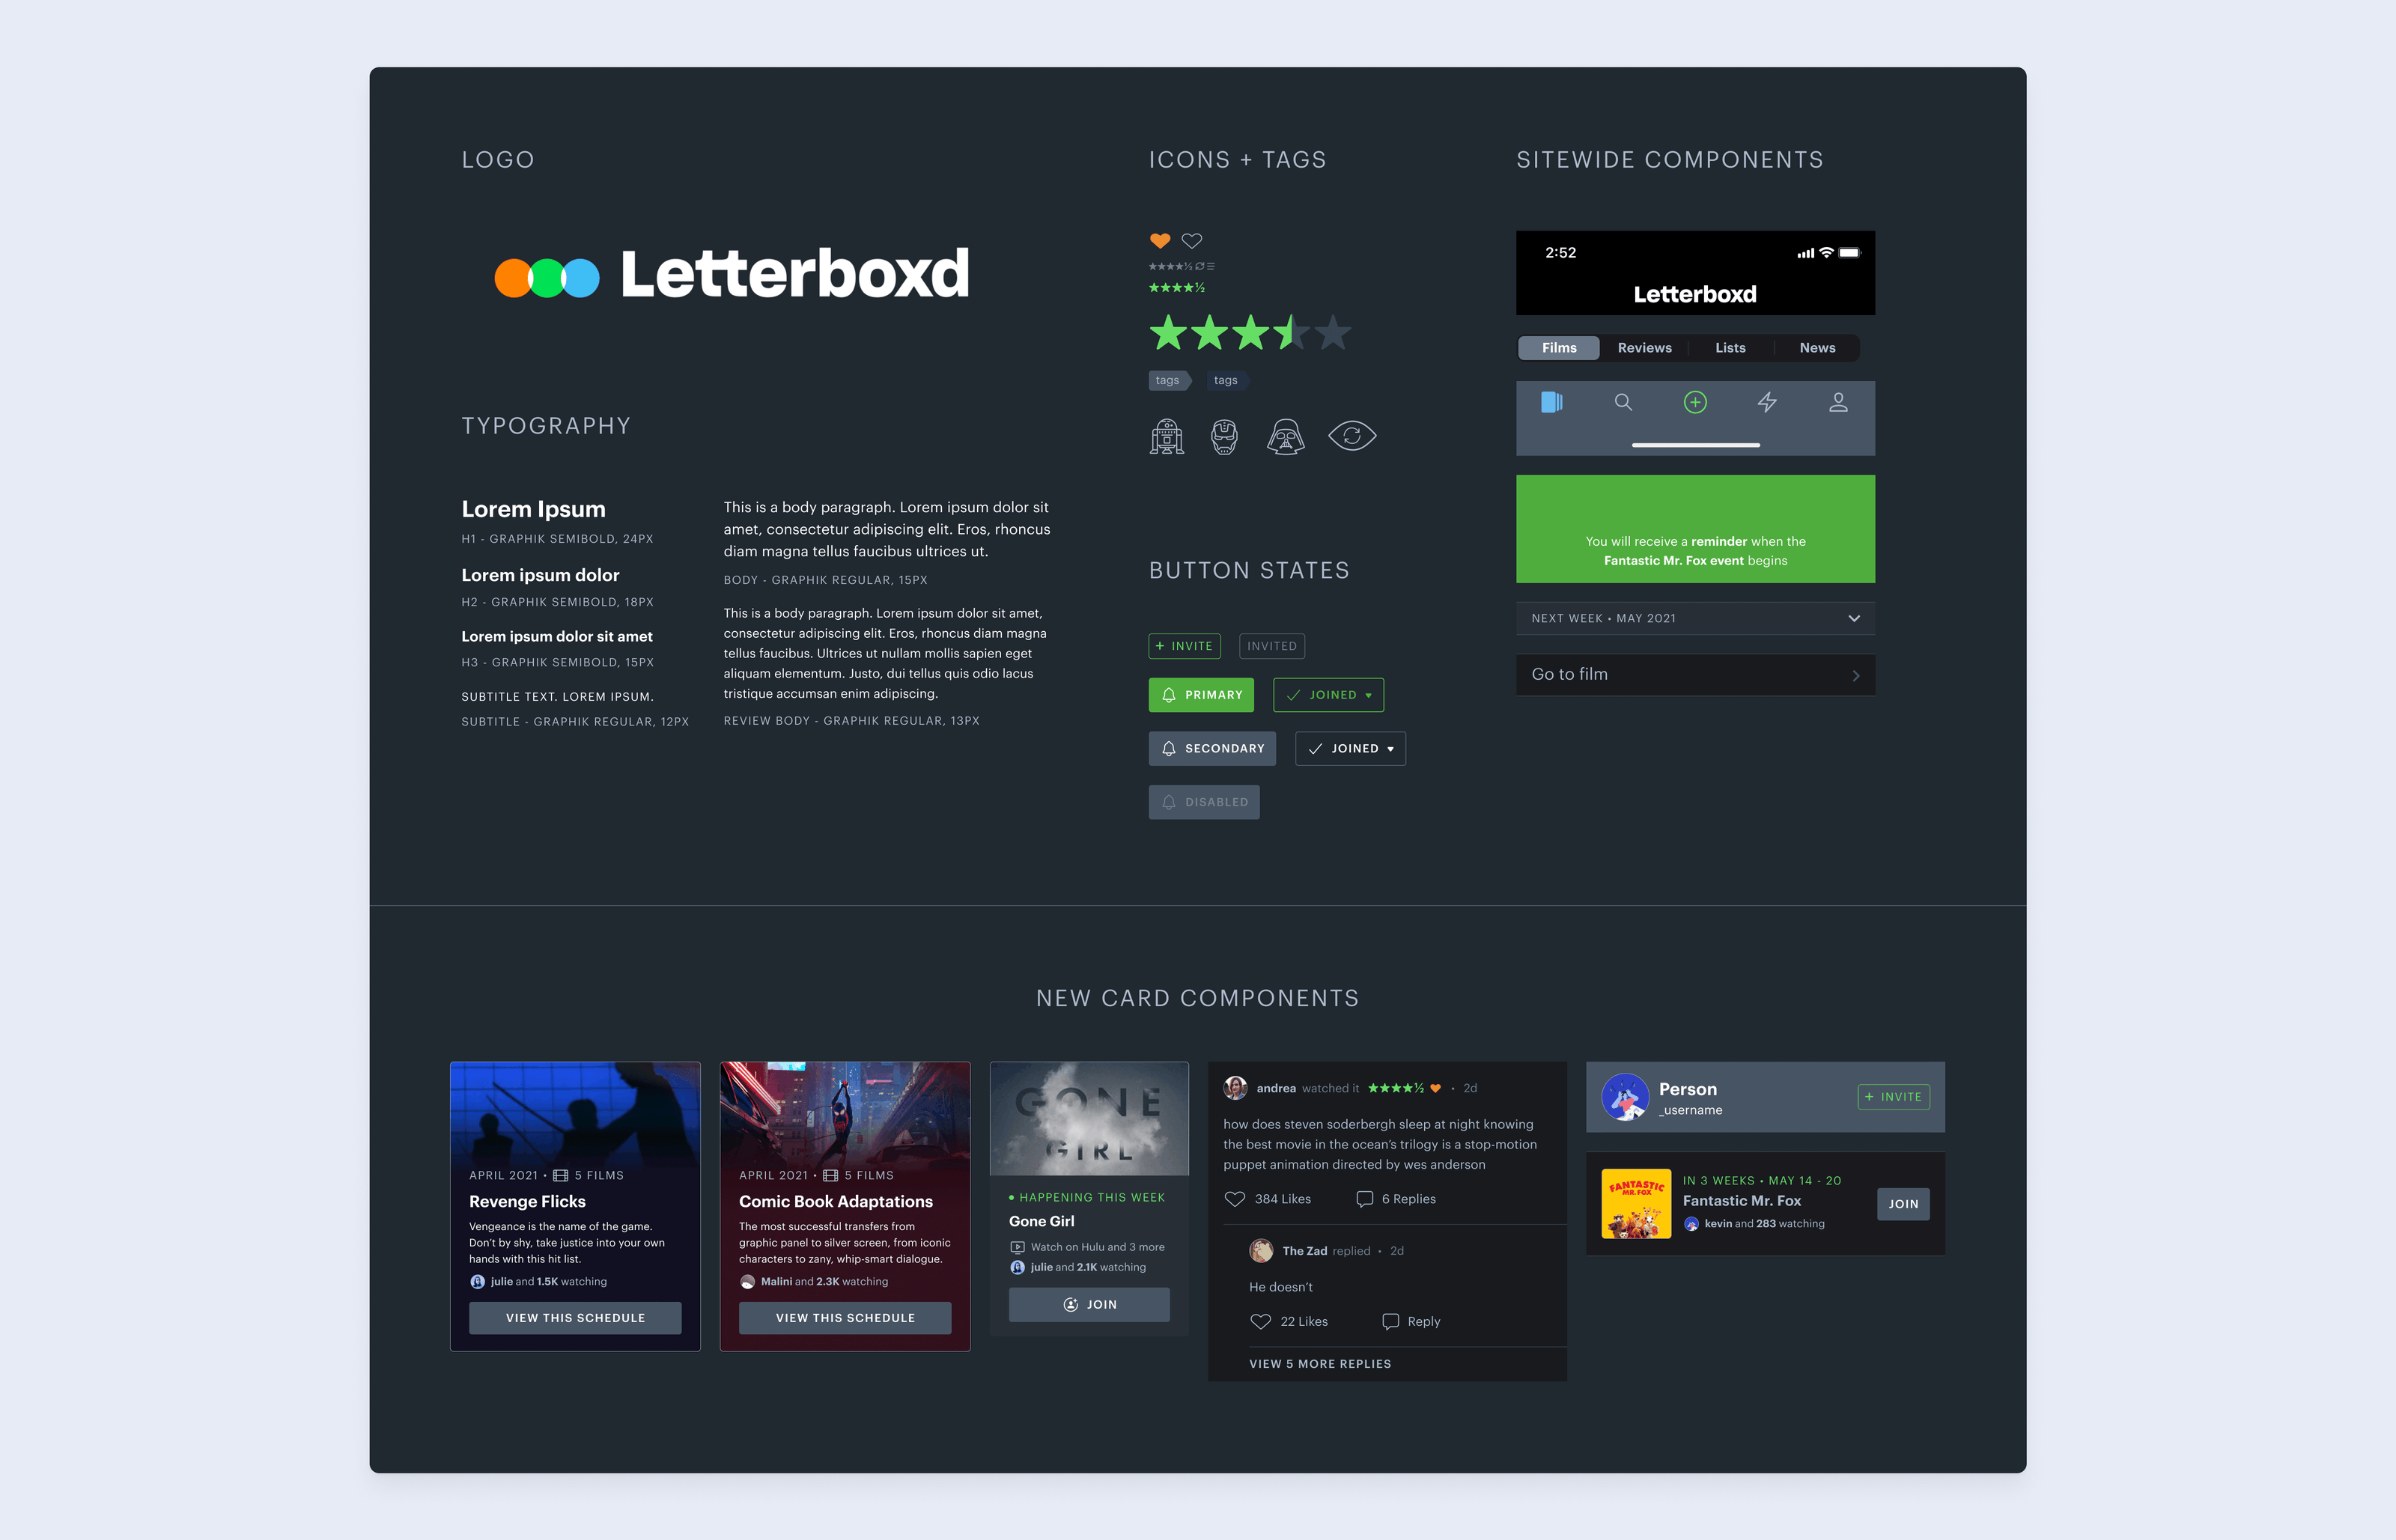 LOGO
Letterboxd
TYPOGRAPHY
Lorem Ipsum
H1 - GRAPHIK SEMIBOLD, 24PX
Lorem ipsum dolor
H2 - GRAPHIK SEMIBOLD, 18PX
Lorem ipsum dolor sit amet
H3 - GRAPHIK SEMIBOLD, 15PX
SUBTITLE TEXT. LOREM IPSUM.
SUBTITLE - GRAPHIK REGULAR, 12PX
This is a body paragraph. Lorem ipsum dolor sit
amet, consectetur adipiscing elit. Eros, rhoncus
diam magna tellus faucibus ultrices ut.
BODY - GRAPHIK REGULAR, 15PX
This is a body paragraph. Lorem ipsum dolor sit amet,
consectetur adipiscing elit. Eros, rhoncus diam magna
tellus faucibus. Ultrices ut nullam mollis sapien eget
aliquam elementum. Justo, dui tellus quis odio lacus
tristique accumsan enim adipiscing.
REVIEW BODY - GRAPHIK REGULAR, 13PX
ICONS + TAGS
★★★★½
★★★★½
tags
tags
BUTTON STATES
+ INVITE
INVITED
PRIMARY
JOINED
SECONDARY
JOINED
DISABLED
SITEWIDE COMPONENTS
2:52
Letterboxd
Films Reviews Lists News
You will receive a reminder when the
Fantastic Mr. Fox event begins
NEXT WEEK • MAY 2021
Go to film
NEW CARD COMPONENTS
APRIL 2021 • 5 FILMS
Revenge Flicks
Vengeance is the name of the game.
Don't by shy, take justice into your own
hands with this hit list.
julie and 1.5K watching
VIEW THIS SCHEDULE
APRIL 2021 • 5 FILMS
Comic Book Adaptations
The most successful transfers from
graphic panel to silver screen, from iconic
characters to zany, whip-smart dialogue.
Malini and 2.3K watching
VIEW THIS SCHEDULE
GONE
GIRL
• HAPPENING THIS WEEK
Gone Girl
Watch on Hulu and 3 more
julie and 2.1K watching
JOIN
andrea watched it ★★★★½ • 2d
how does steven soderbergh sleep at night knowing
the best movie in the ocean's trilogy is a stop-motion
puppet animation directed by wes anderson
384 Likes 6 Replies
The Zad replied • 2d
He doesn't
22 Likes Reply
VIEW 5 MORE REPLIES
Person
_username
+ INVITE
FANTASTIC
MR. FOX
IN 3 WEEKS • MAY 14 - 20
Fantastic Mr. Fox
kevin and 283 watching
JOIN